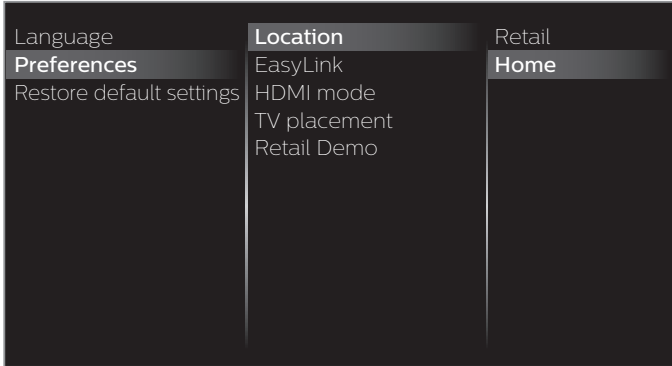 Language
Preferences
Restore default settings
Location
EasyLink
HDMI mode
TV placement
Retail Demo
Retail
Home